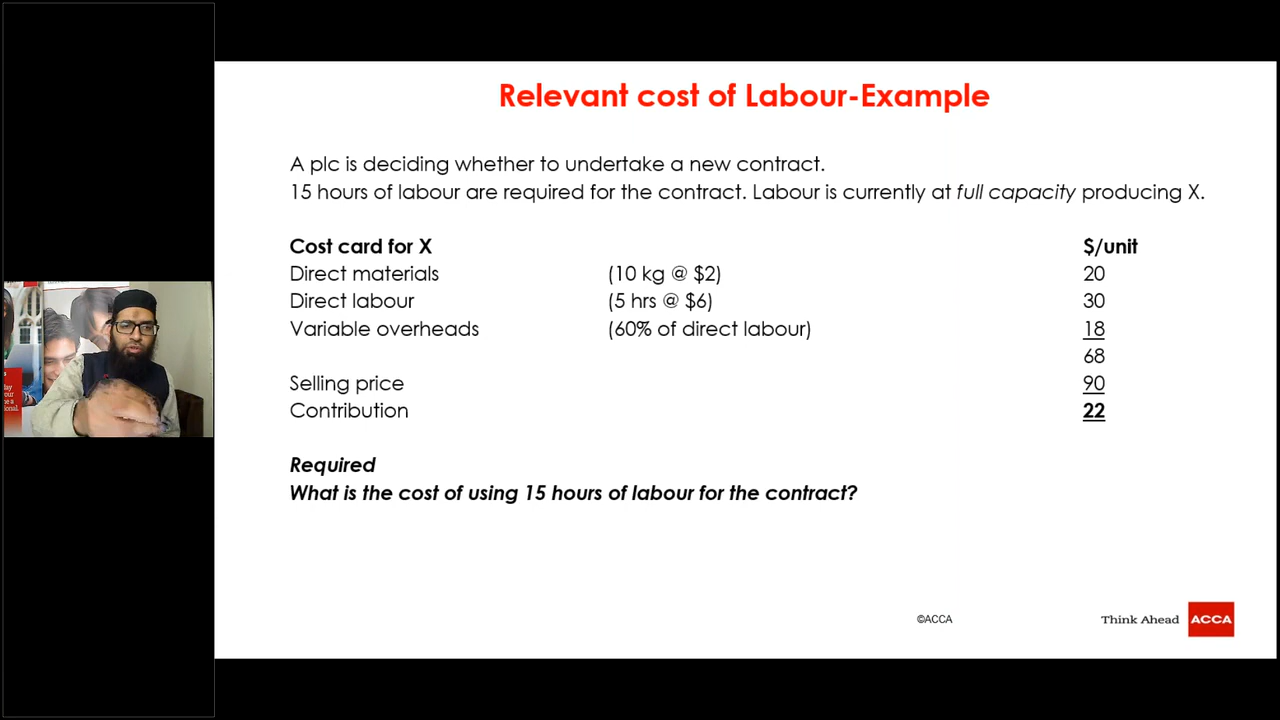 Relevant cost of Labour-Example
A plc is deciding whether to undertake a new contract.
15 hours of labour are required for the contract. Labour is currently at full capacity producing X.
Cost card for X $/unit
Direct materials (10 kg @ $2) 20
Direct labour (5 hrs @ $6) 30
Variable overheads (60% of direct labour) 18
68
Selling price 90
Contribution 22
Required
What is the cost of using 15 hours of labour for the contract?
©ACCA
Think Ahead ACCA